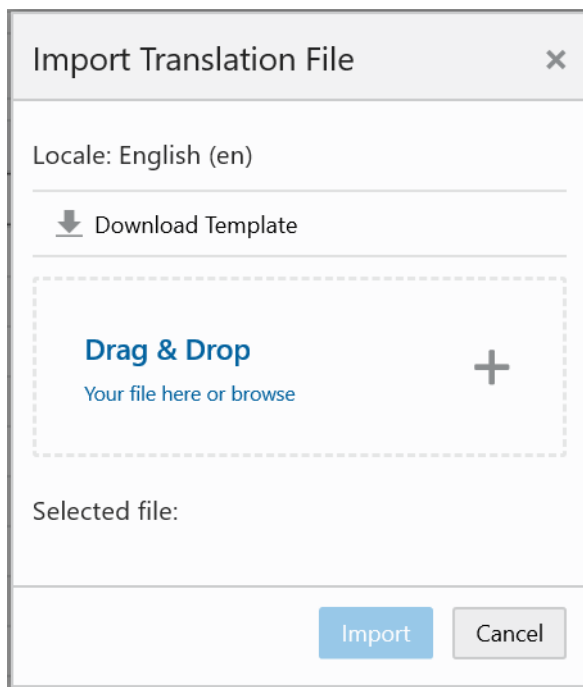 Import Translation File
Locale: English (en)
Download Template
Drag & Drop
Your file here or browse
Selected file:
Import Cancel